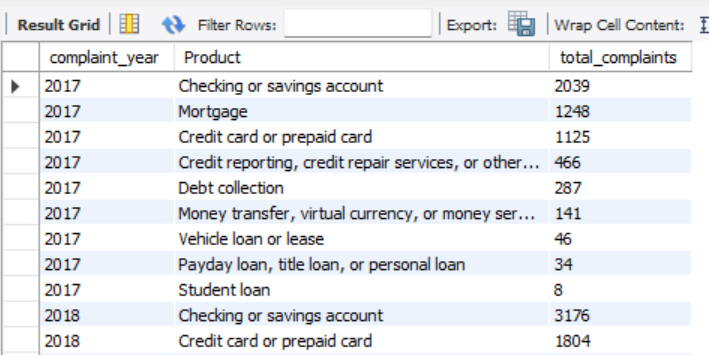 Result Grid Filter Rows: Export: Wrap Cell Content:
complaint_year Product total_complaints
2017 Checking or savings account 2039
2017 Mortgage 1248
2017 Credit card or prepaid card 1125
2017 Credit reporting, credit repair services, or other... 466
2017 Debt collection 287
2017 Money transfer, virtual currency, or money ser... 141
2017 Vehicle loan or lease 46
2017 Payday loan, title loan, or personal loan 34
2017 Student loan 8
2018 Checking or savings account 3176
2018 Credit card or prepaid card 1804